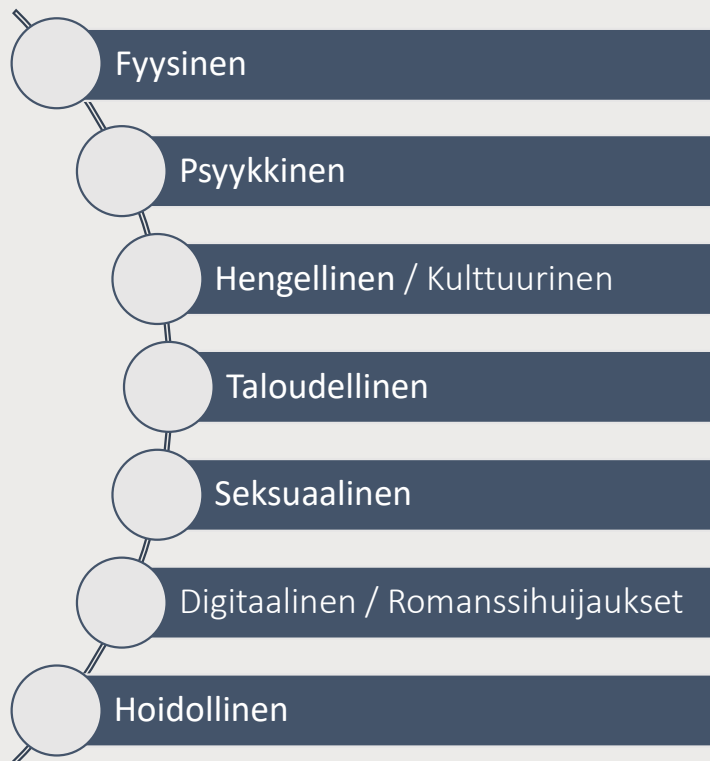 Fyysinen
Psyykkinen
Hengellinen / Kulttuurinen
Taloudellinen
Seksuaalinen
Digitaalinen / Romanssihuijaukset
Hoidollinen